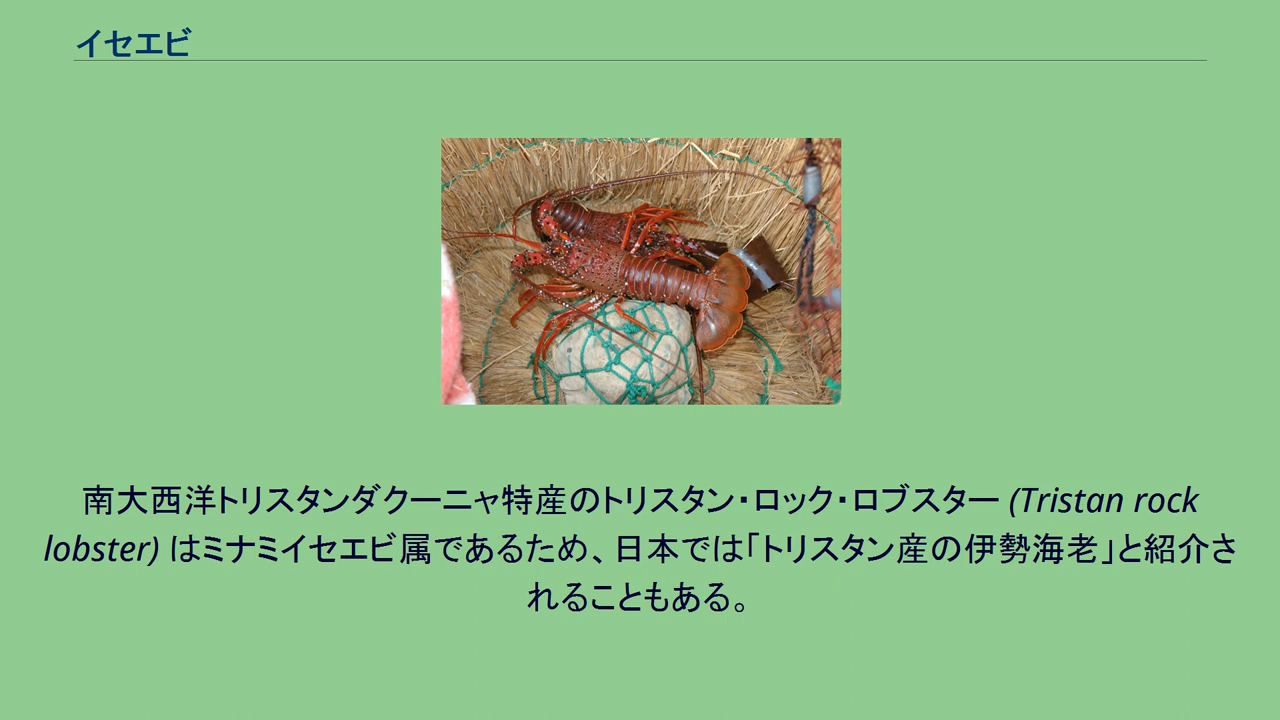 イセエビ
南大西洋トリスタンダクーニャ特産のトリスタン・ロック・ロブスター (Tristan rock
lobster) はミナミイセエビ属であるため、日本では「トリスタン産の伊勢海老」と紹介さ
れることもある。